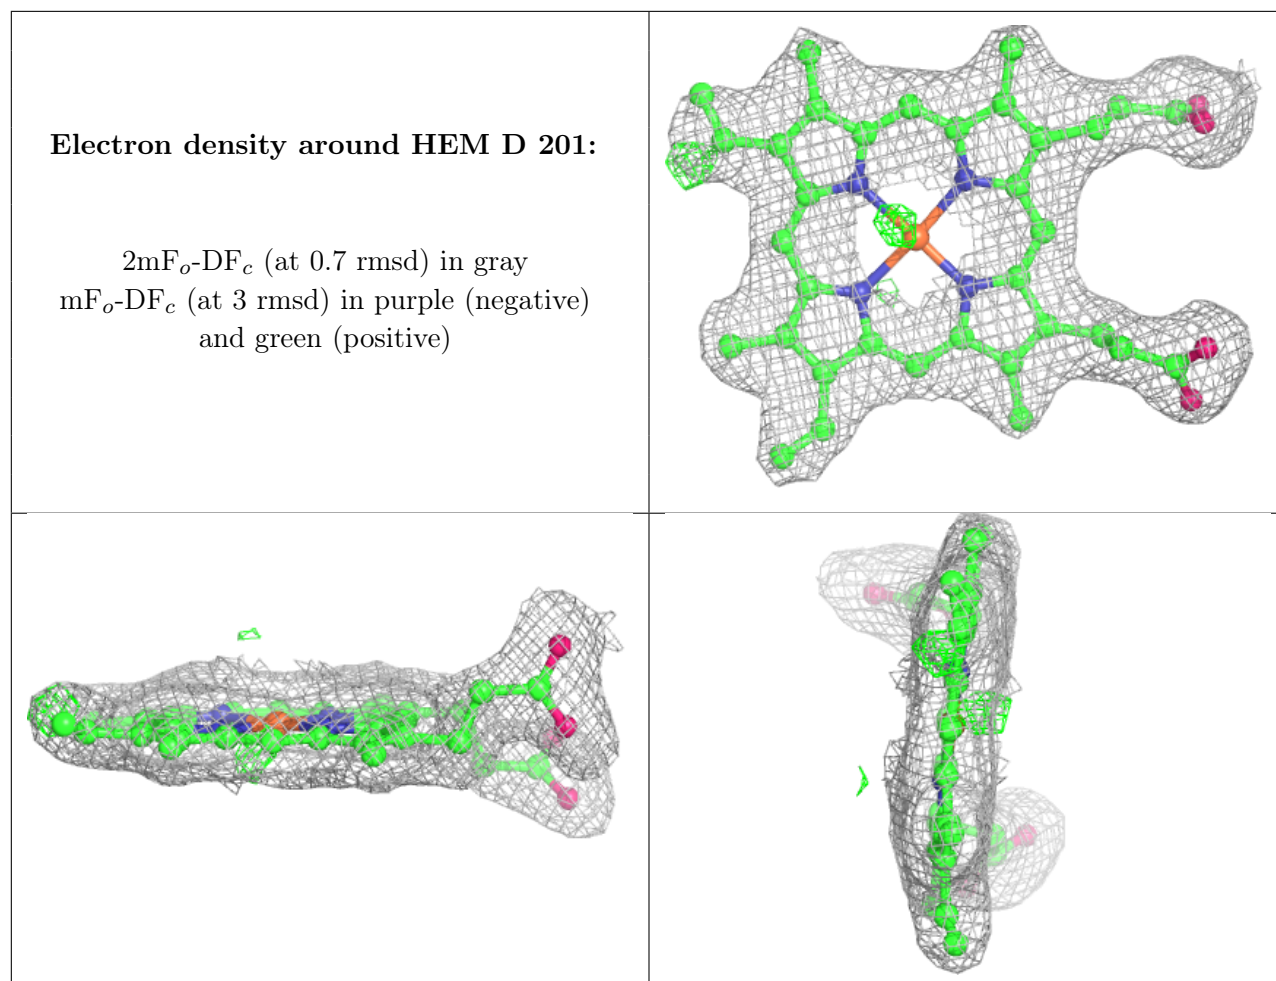 Electron density around HEM D 201:
2mFₒ-DF𝒸 (at 0.7 rmsd) in gray
mFₒ-DF𝒸 (at 3 rmsd) in purple (negative)
and green (positive)